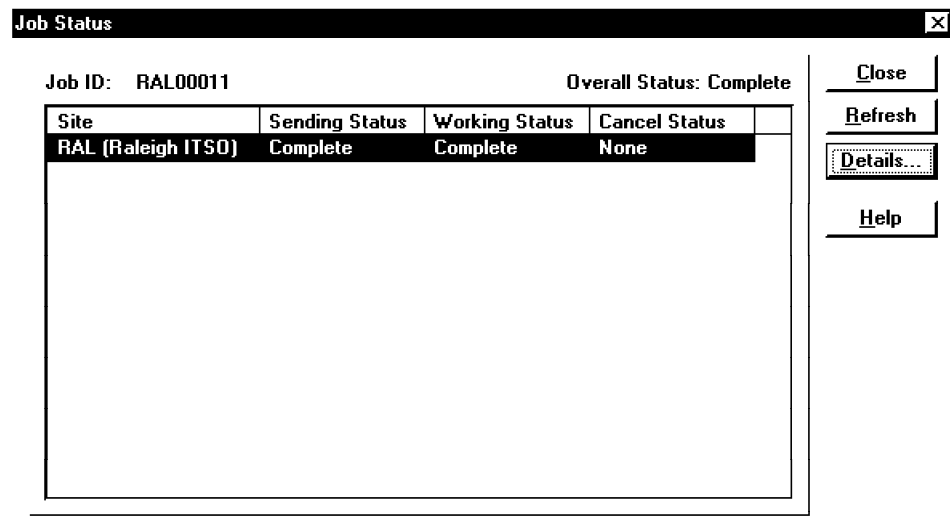 Job Status
Job ID: RAL00011 Overall Status: Complete
Site Sending Status Working Status Cancel Status
RAL (Raleigh ITSO) Complete Complete None
Close
Refresh
Details...
Help